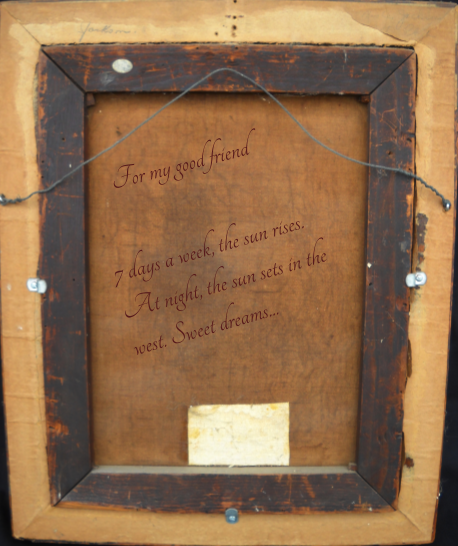 For my good friend
7 days a week, the sun rises.
At night, the sun sets in the
west. Sweet dreams...